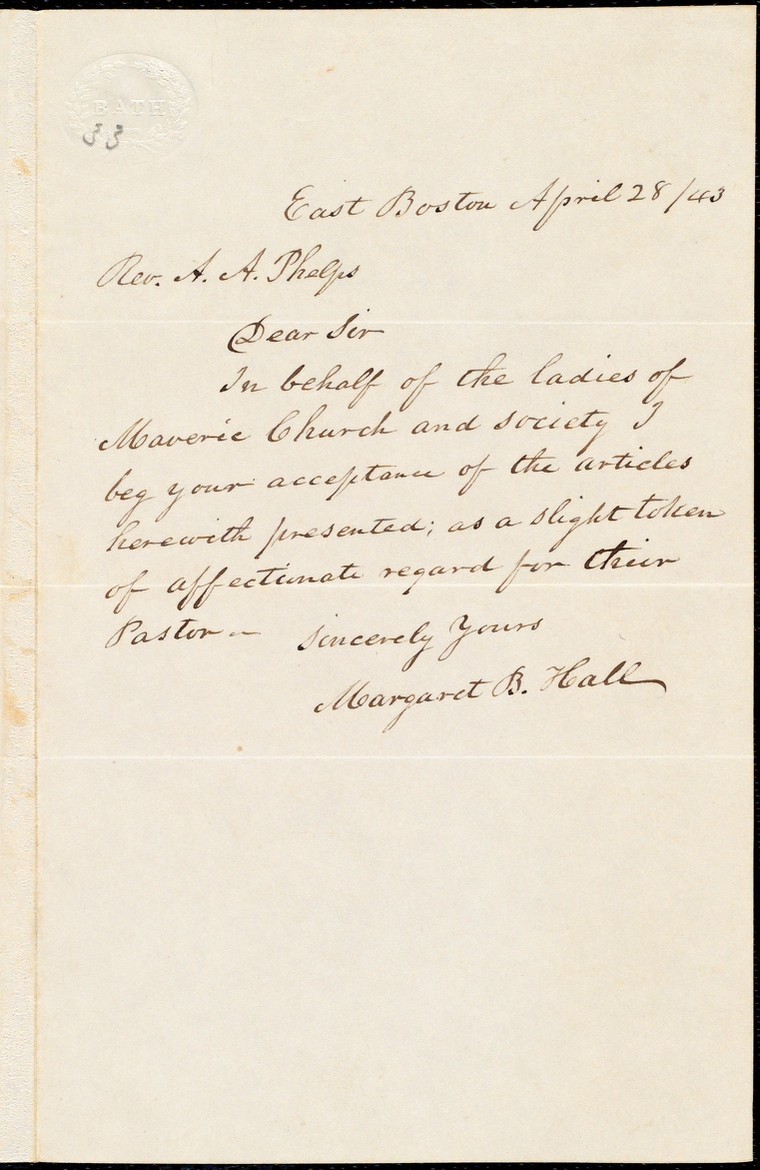 BATH
33
East Boston April 28/43
Rev. A. A. Phelps
Dear Sir
In behalf of the ladies of
Maveric Church and society I
beg your acceptance of the articles
herewith presented; as a slight token
of affectionate regard for their
Pastor — Sincerely Yours
Margaret B. Hall